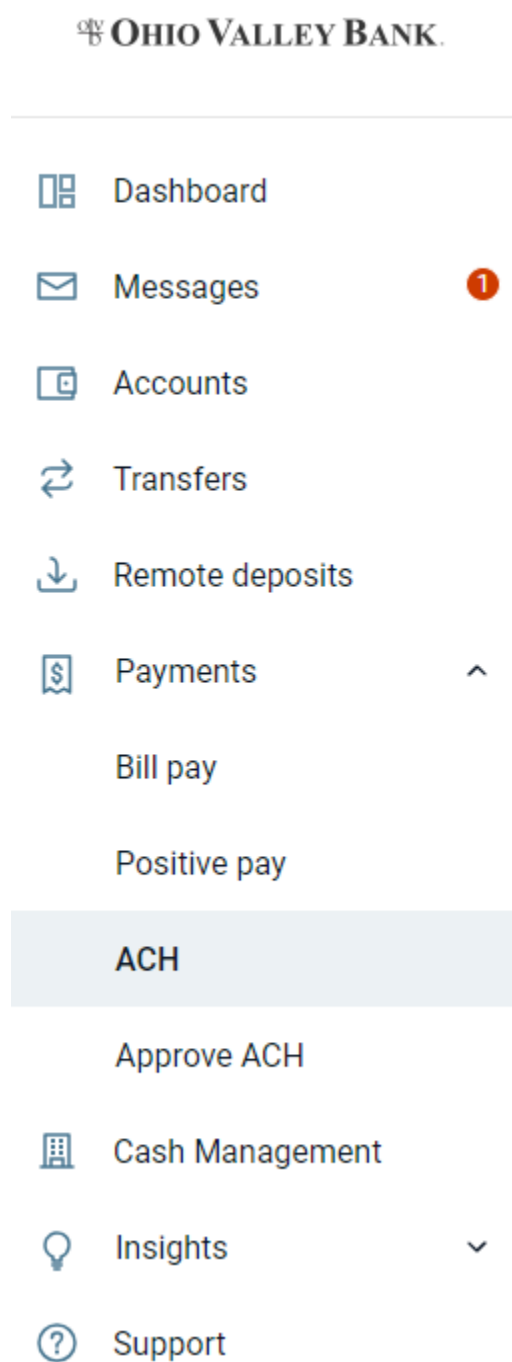 OHIO VALLEY BANK.
Dashboard
Messages 1
Accounts
Transfers
Remote deposits
Payments
Bill pay
Positive pay
ACH
Approve ACH
Cash Management
Insights
Support